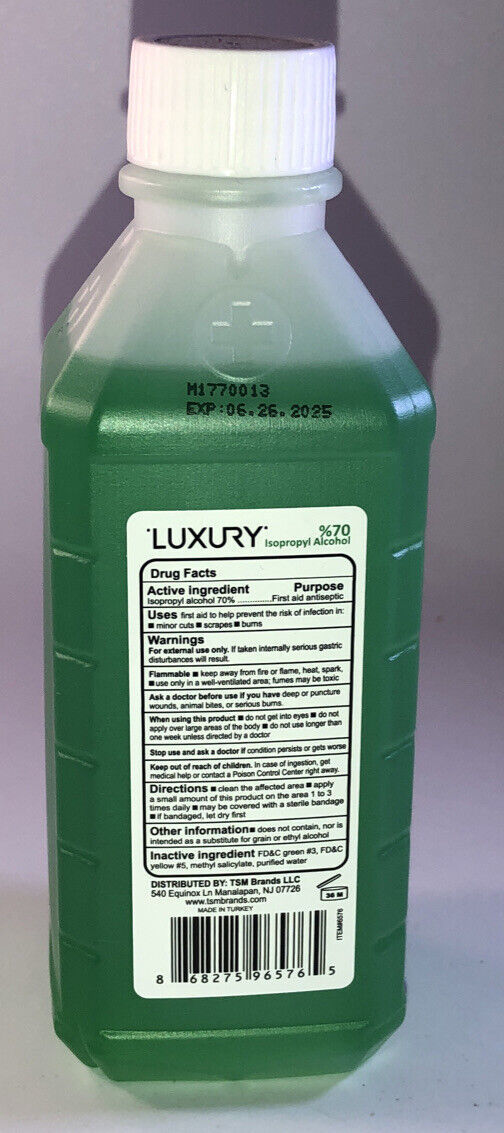 M1770013
EXP:06.26.2025
'LUXURY'
%70
Isopropyl Alcohol
Drug Facts
Active ingredient Purpose
Isopropyl alcohol 70% .............First aid antiseptic
Uses first aid to help prevent the risk of infection in:
■ minor cuts ■ scrapes ■ burns
Warnings
For external use only. If taken internally serious gastric
disturbances will result.
Flammable ■ keep away from fire or flame, heat, spark,
■ use only in a well-ventilated area; fumes may be toxic
Ask a doctor before use if you have deep or puncture
wounds, animal bites, or serious burns.
When using this product ■ do not get into eyes ■ do not
apply over large areas of the body ■ do not use longer than
one week unless directed by a doctor
Stop use and ask a doctor if condition persists or gets worse
Keep out of reach of children. In case of ingestion, get
medical help or contact a Poison Control Center right away.
Directions ■ clean the affected area ■ apply
a small amount of this product on the area 1 to 3
times daily ■ may be covered with a sterile bandage
■ if bandaged, let dry first
Other information ■ does not contain, nor is
intended as a substitute for grain or ethyl alcohol
Inactive ingredient FD&C green #3, FD&C
yellow #5, methyl salicylate, purified water
DISTRIBUTED BY: TSM Brands LLC
540 Equinox Ln Manalapan, NJ 07726
www.tsmbrands.com
MADE IN TURKEY
36 M
ITEM#6576
8 68275 96576 5